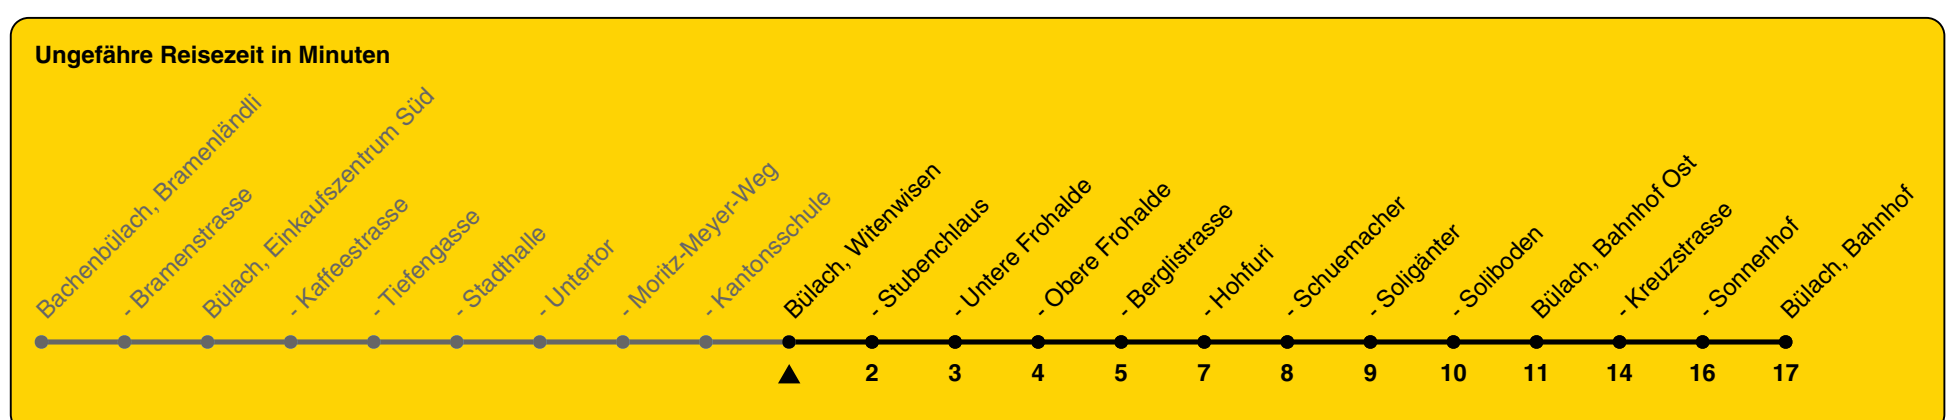 Ungefähre Reisezeit in Minuten
Bachenbülach, Bramenländli
- Bramenstrasse
Bülach, Einkaufszentrum Süd
- Kaffeestrasse
- Tiefengasse
- Stadthalle
- Untertor
- Moritz-Meyer-Weg
- Kantonsschule
Bülach, Witenwisen
- Stubenchlaus
- Untere Frohalde
- Obere Frohalde
- Berglistrasse
- Hohfuri
- Schuemacher
- Soligänter
- Soliboden
Bülach, Bahnhof Ost
- Kreuzstrasse
- Sonnenhof
Bülach, Bahnhof
2 3 4 5 7 8 9 10 11 14 16 17